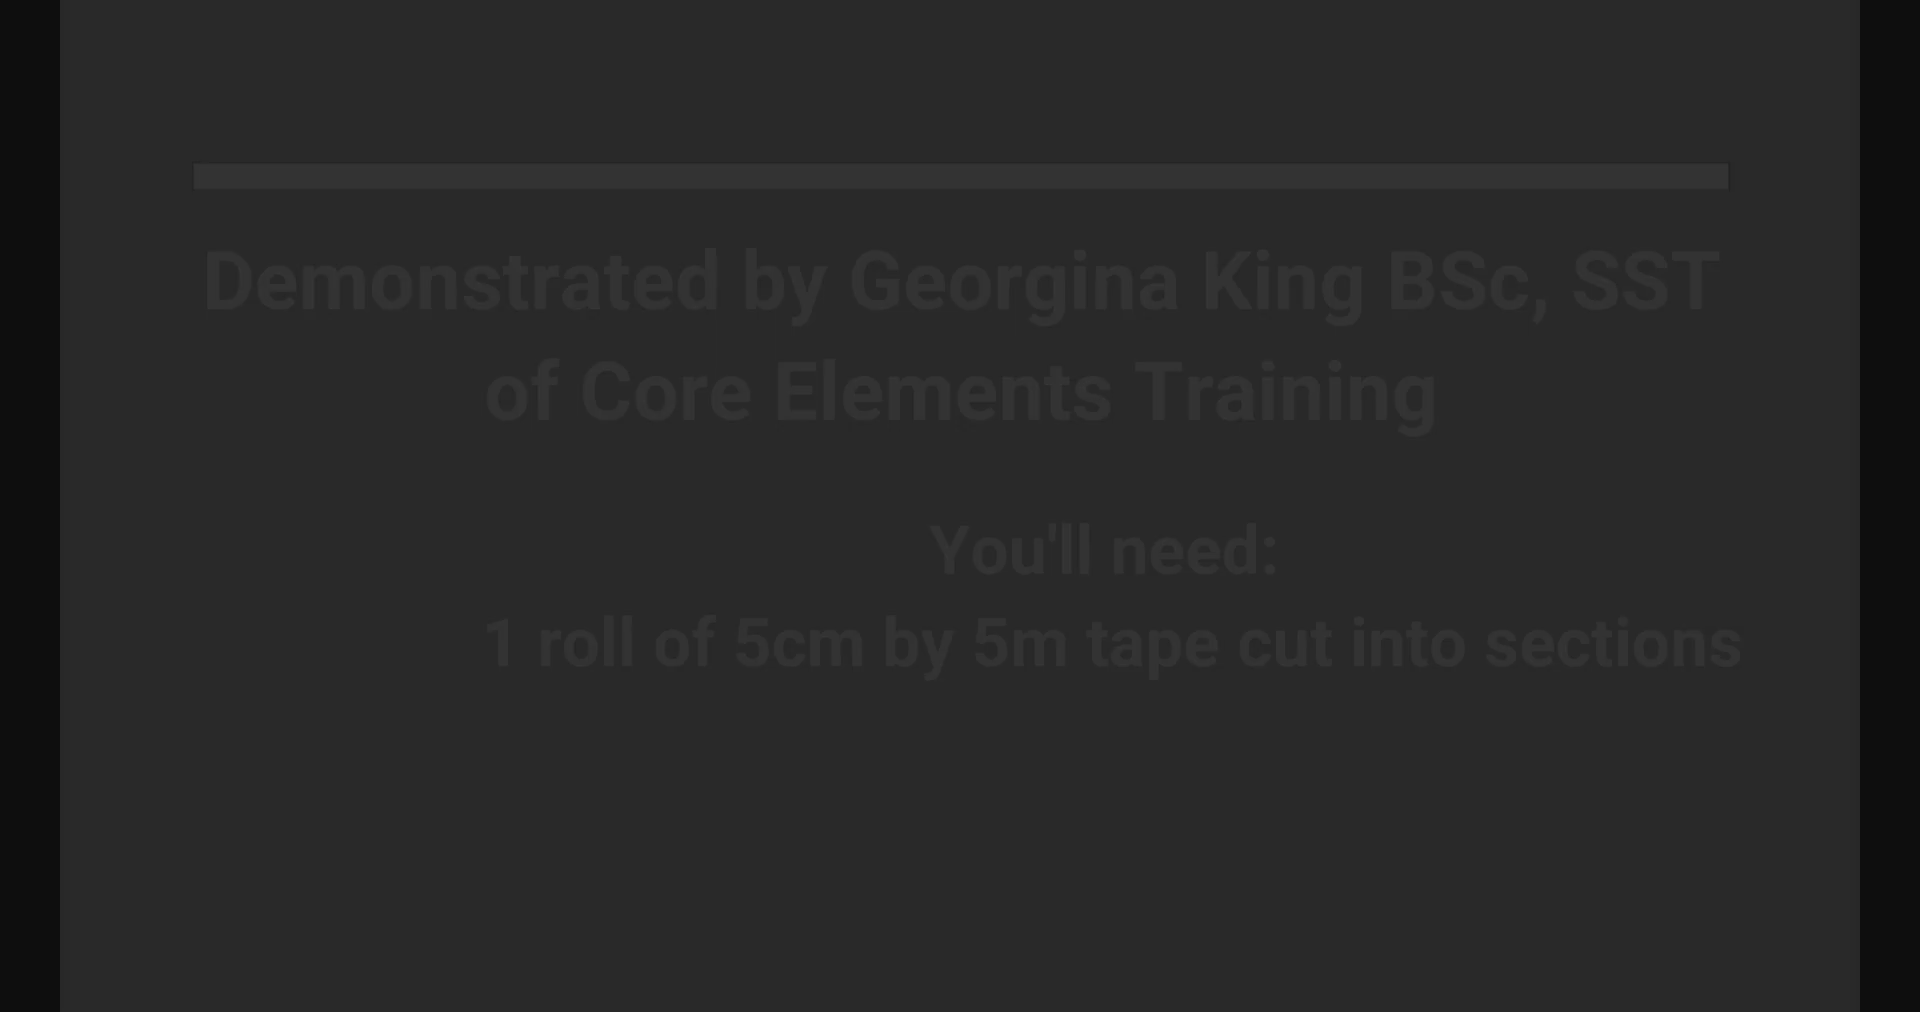 Demonstrated by Georgina King BSc, SST
of Core Elements Training
You'll need:
1 roll of 5cm by 5m tape cut into sections